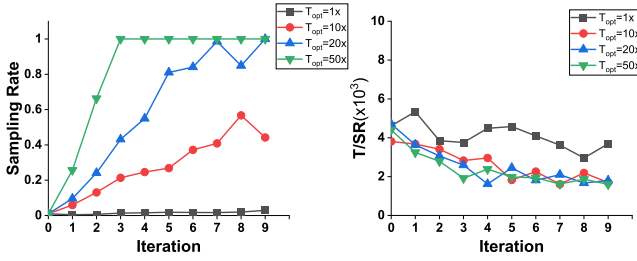 T_opt=1x
T_opt=10x
T_opt=20x
T_opt=50x
1
0.8
0.6
0.4
0.2
0
Sampling Rate
0 1 2 3 4 5 6 7 8 9
Iteration
T_opt=1x
T_opt=10x
T_opt=20x
T_opt=50x
10
8
6
4
2
0
T/SR(x10³)
0 1 2 3 4 5 6 7 8 9
Iteration